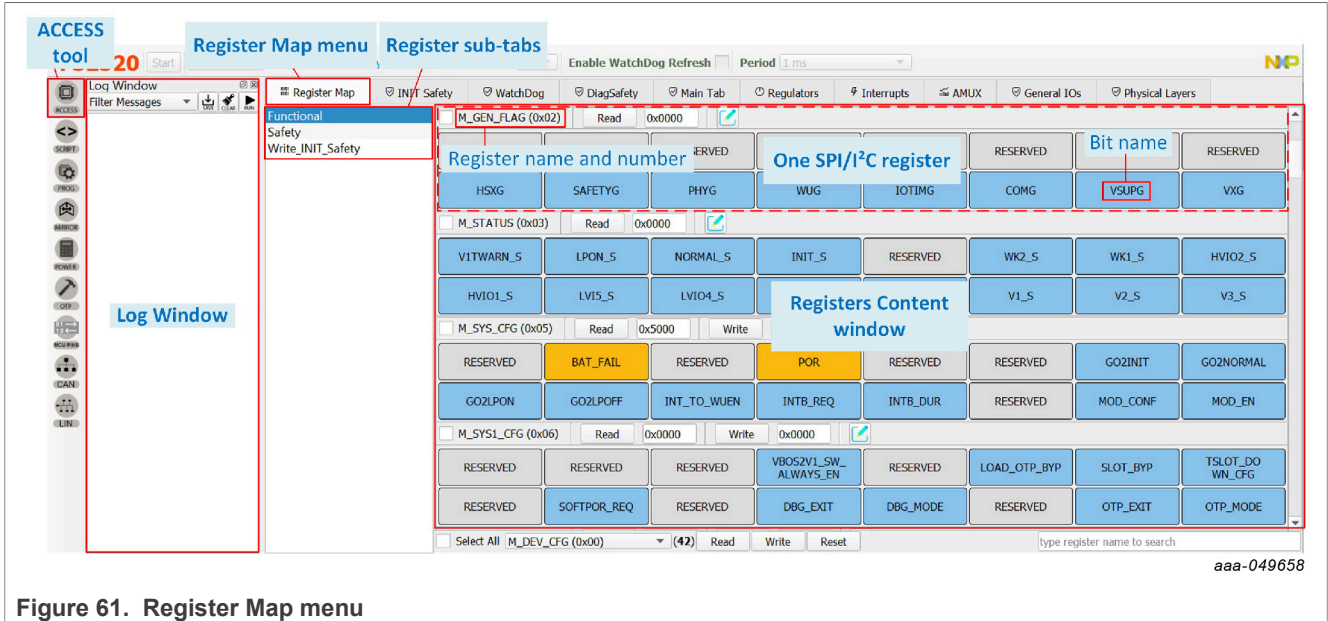 ACCESS
tool
Register Map menu
Register sub-tabs
20 Start
Enable WatchDog Refresh Period 1 ms
NXP
ACCESS
SCRIPT
PROG
MIRROR
POWER
OTP
MCU PINS
CAN
LIN
Log Window
Filter Messages SAVE CLEAR RUN
Log Window
Register Map INIT Safety WatchDog DiagSafety Main Tab Regulators Interrupts AMUX General IOs Physical Layers
Functional
Safety
Write_INIT_Safety
M_GEN_FLAG (0x02) Read 0x0000
Register name and number
One SPI/I²C register
RESERVED Bit name RESERVED
HSXG SAFETYG PHYG WUG IOTIMG COMG VSUPG VXG
M_STATUS (0x03) Read 0x0000
V1TWARN_S LPON_S NORMAL_S INIT_S RESERVED WK2_S WK1_S HVIO2_S
HVIO1_S LVI5_S LVIO4_S V1_S V2_S V3_S
Registers Content
window
M_SYS_CFG (0x05) Read 0x5000 Write
RESERVED BAT_FAIL RESERVED POR RESERVED RESERVED GO2INIT GO2NORMAL
GO2LPON GO2LPOFF INT_TO_WUEN INTB_REQ INTB_DUR RESERVED MOD_CONF MOD_EN
M_SYS1_CFG (0x06) Read 0x0000 Write 0x0000
RESERVED RESERVED RESERVED VBOS2V1_SW_ RESERVED LOAD_OTP_BYP SLOT_BYP TSLOT_DO
ALWAYS_EN WN_CFG
RESERVED SOFTPOR_REQ RESERVED DBG_EXIT DBG_MODE RESERVED OTP_EXIT OTP_MODE
Select All M_DEV_CFG (0x00) (42) Read Write Reset type register name to search
aaa-049658
Figure 61. Register Map menu